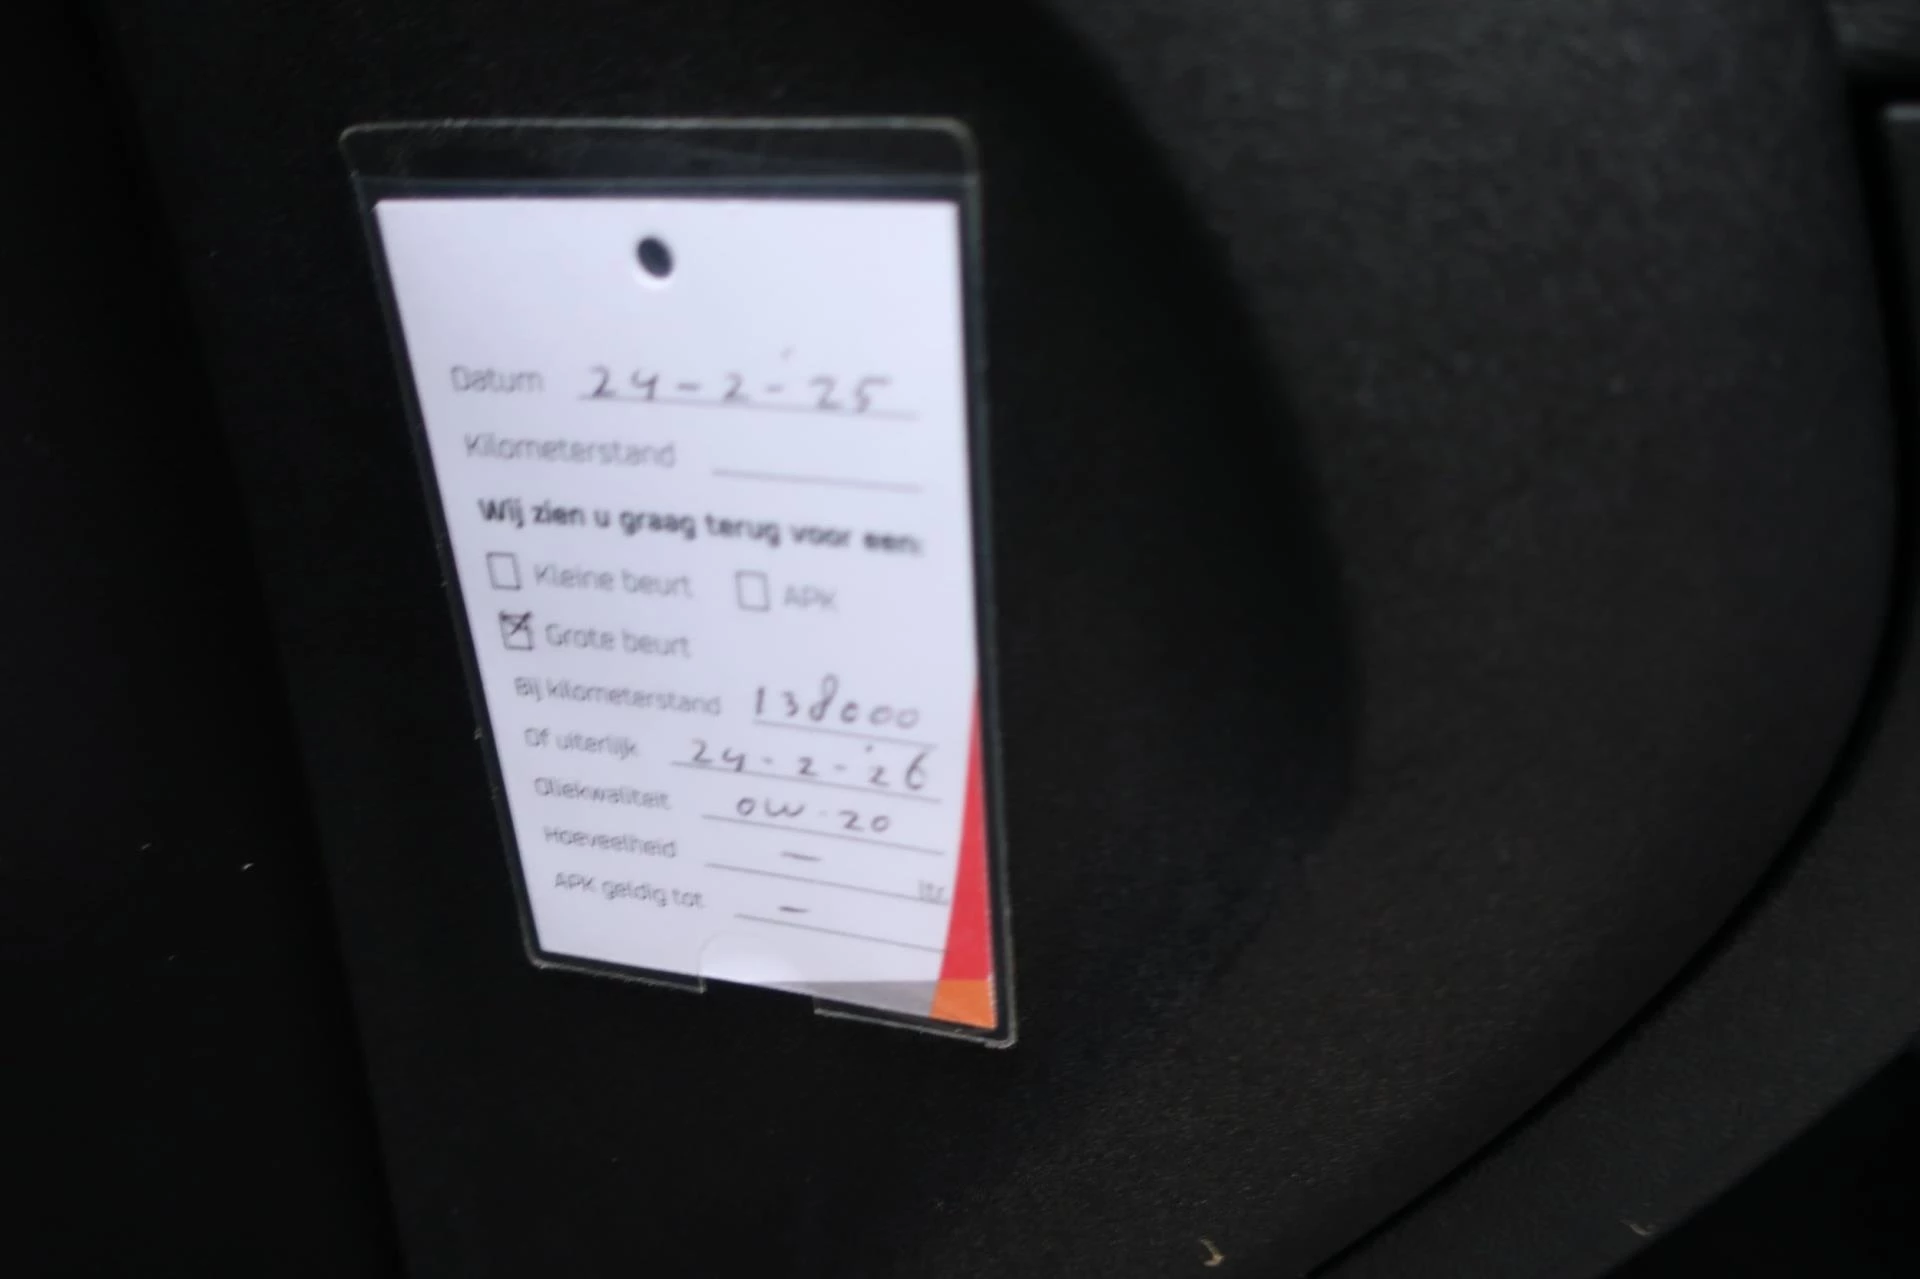 Datum 24-2-'25
Kilometerstand
Wij zien u graag terug voor een:
Kleine beurt APK
Grote beurt
Bij kilometerstand 138000
Of uiterlijk 24-2-'26
Oliekwaliteit 0W-20
Hoeveelheid — ltr.
APK geldig tot —